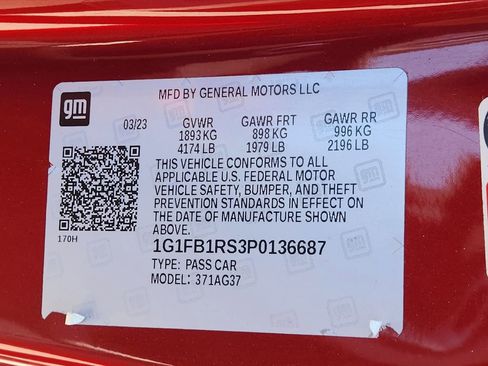 MFD BY GENERAL MOTORS LLC
gm
03/23 GVWR GAWR FRT GAWR RR
1893 KG 898 KG 996 KG
4174 LB 1979 LB 2196 LB
THIS VEHICLE CONFORMS TO ALL
APPLICABLE U.S. FEDERAL MOTOR
VEHICLE SAFETY, BUMPER, AND THEFT
PREVENTION STANDARDS IN EFFECT ON
THE DATE OF MANUFACTURE SHOWN
ABOVE.
170H
1G1FB1RS3P0136687
TYPE: PASS CAR
MODEL: 371AG37